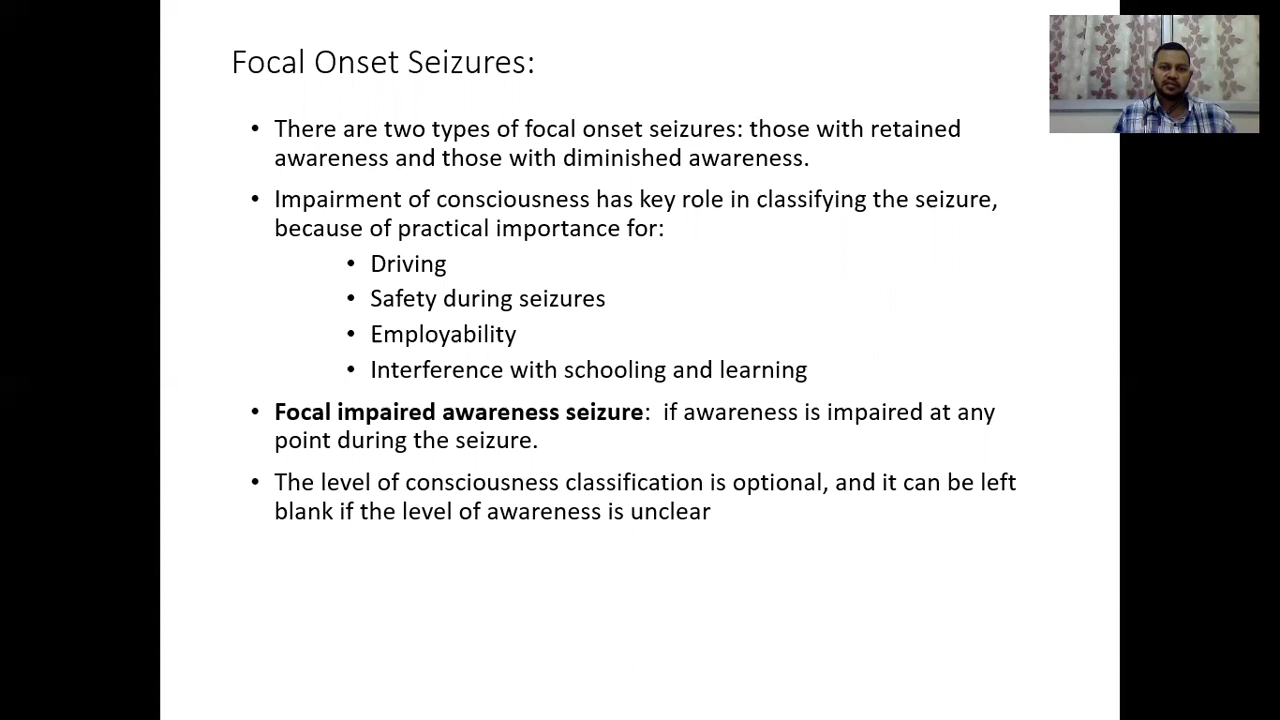 Focal Onset Seizures:
• There are two types of focal onset seizures: those with retained
awareness and those with diminished awareness.
• Impairment of consciousness has key role in classifying the seizure,
because of practical importance for:
• Driving
• Safety during seizures
• Employability
• Interference with schooling and learning
• Focal impaired awareness seizure:  if awareness is impaired at any
point during the seizure.
• The level of consciousness classification is optional, and it can be left
blank if the level of awareness is unclear